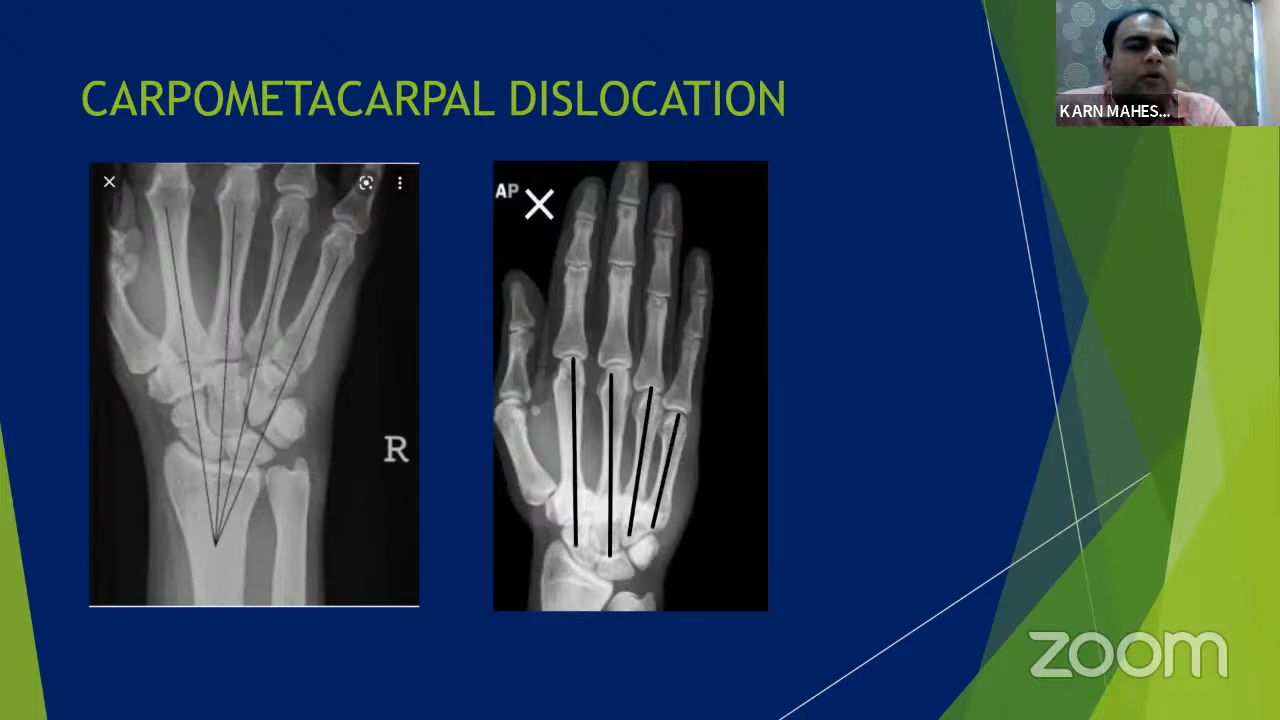 CARPOMETACARPAL DISLOCATION
KARN MAHES...
AP
R
zoom